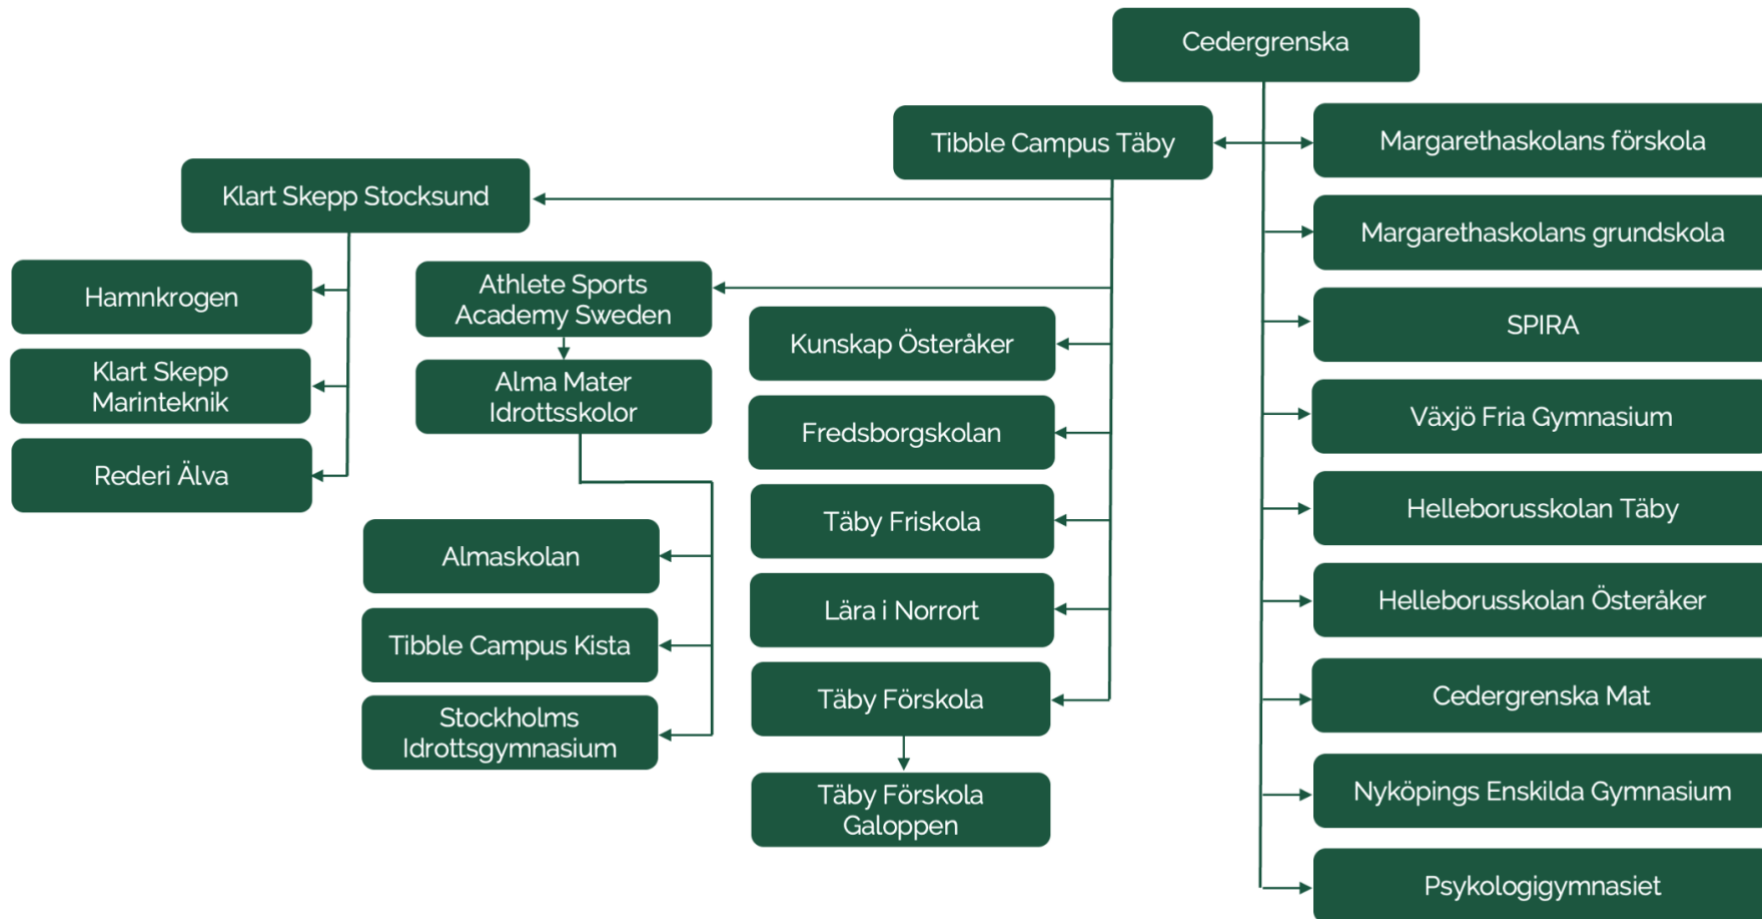 Cedergrenska
Tibble Campus Täby
Margarethaskolans förskola
Klart Skepp Stocksund
Margarethaskolans grundskola
Hamnkrogen
Athlete Sports
Academy Sweden
Kunskap Österåker
SPIRA
Klart Skepp
Marinteknik
Alma Mater
Idrottsskolor
Fredsborgskolan
Växjö Fria Gymnasium
Rederi Älva
Täby Friskola
Helleborusskolan Täby
Almaskolan
Lära i Norrort
Helleborusskolan Österåker
Tibble Campus Kista
Täby Förskola
Cedergrenska Mat
Stockholms
Idrottsgymnasium
Täby Förskola
Galoppen
Nyköpings Enskilda Gymnasium
Psykologigymnasiet